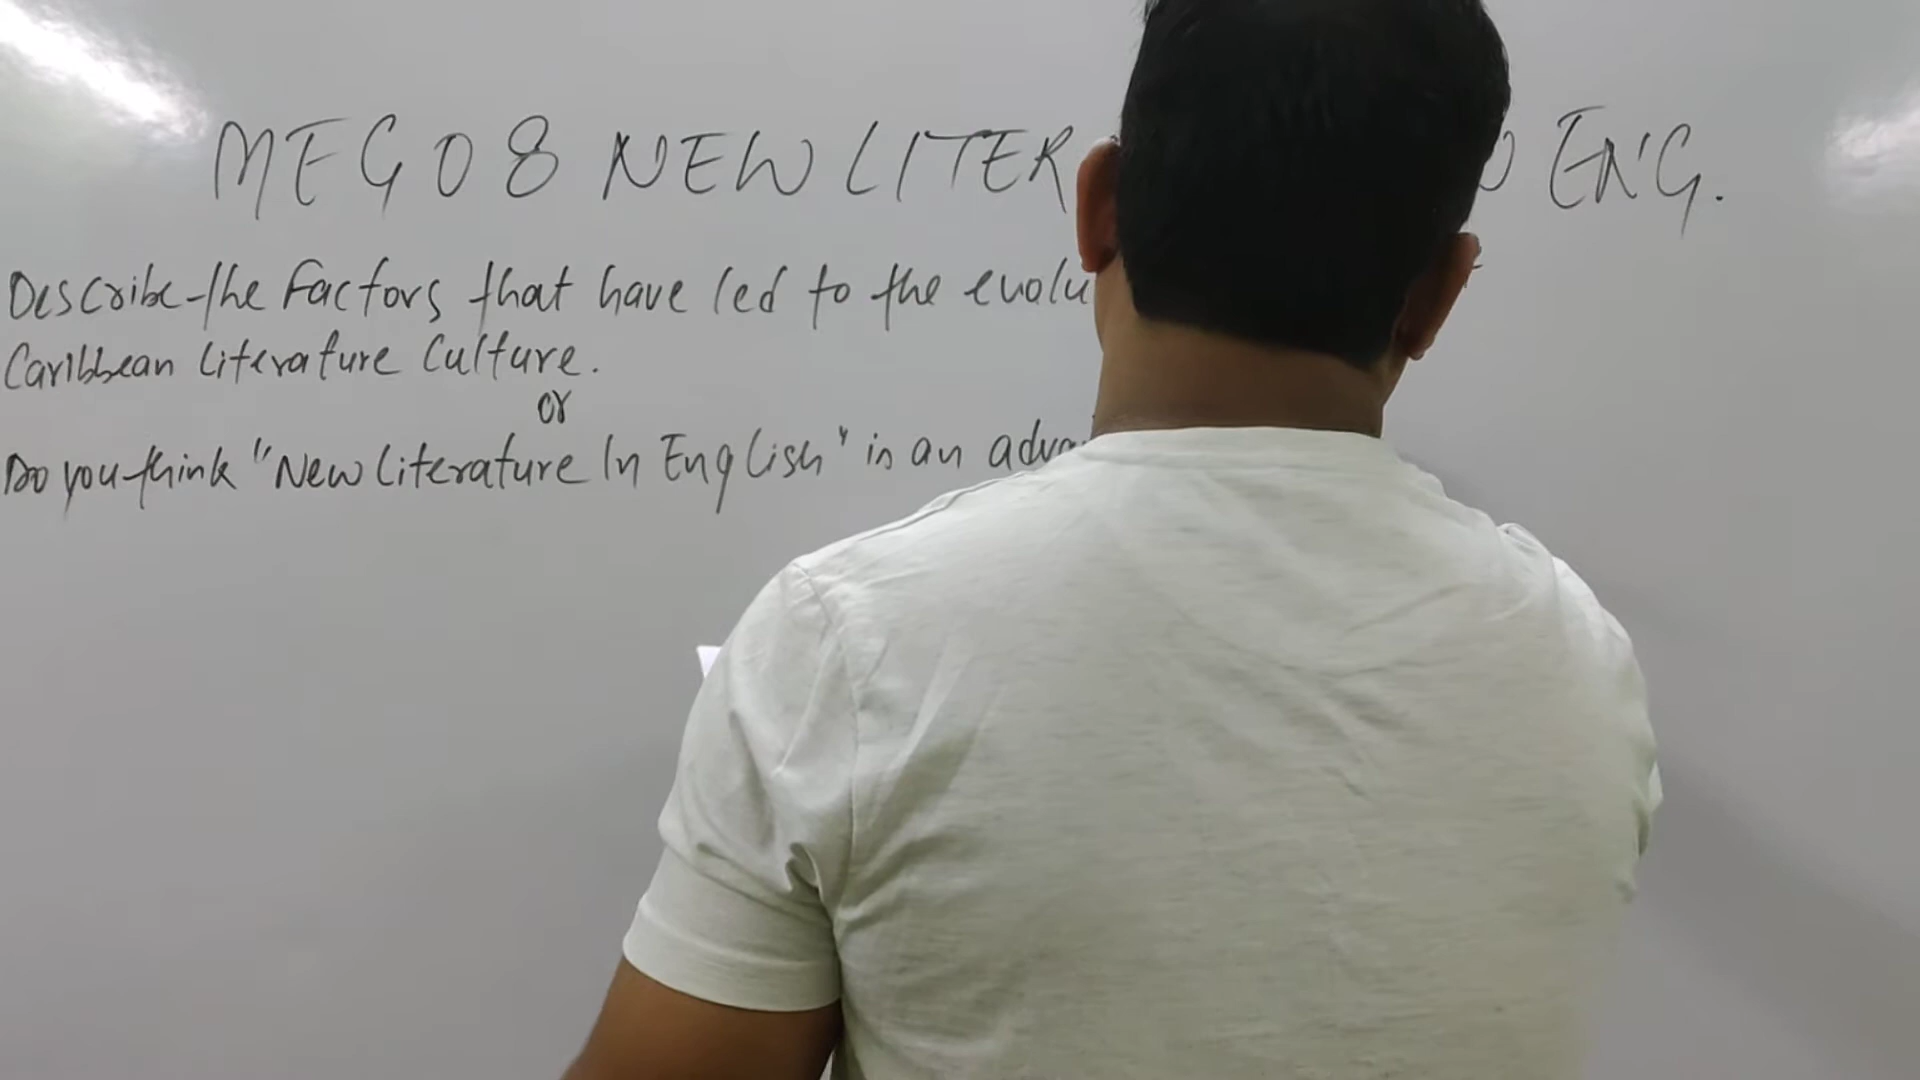 MEG 08 NEW LITER ENG.
Describe the Factors that have led to the evolu
Caribbean Literature Culture.
or
Do you think "New Literature In English" is an adva